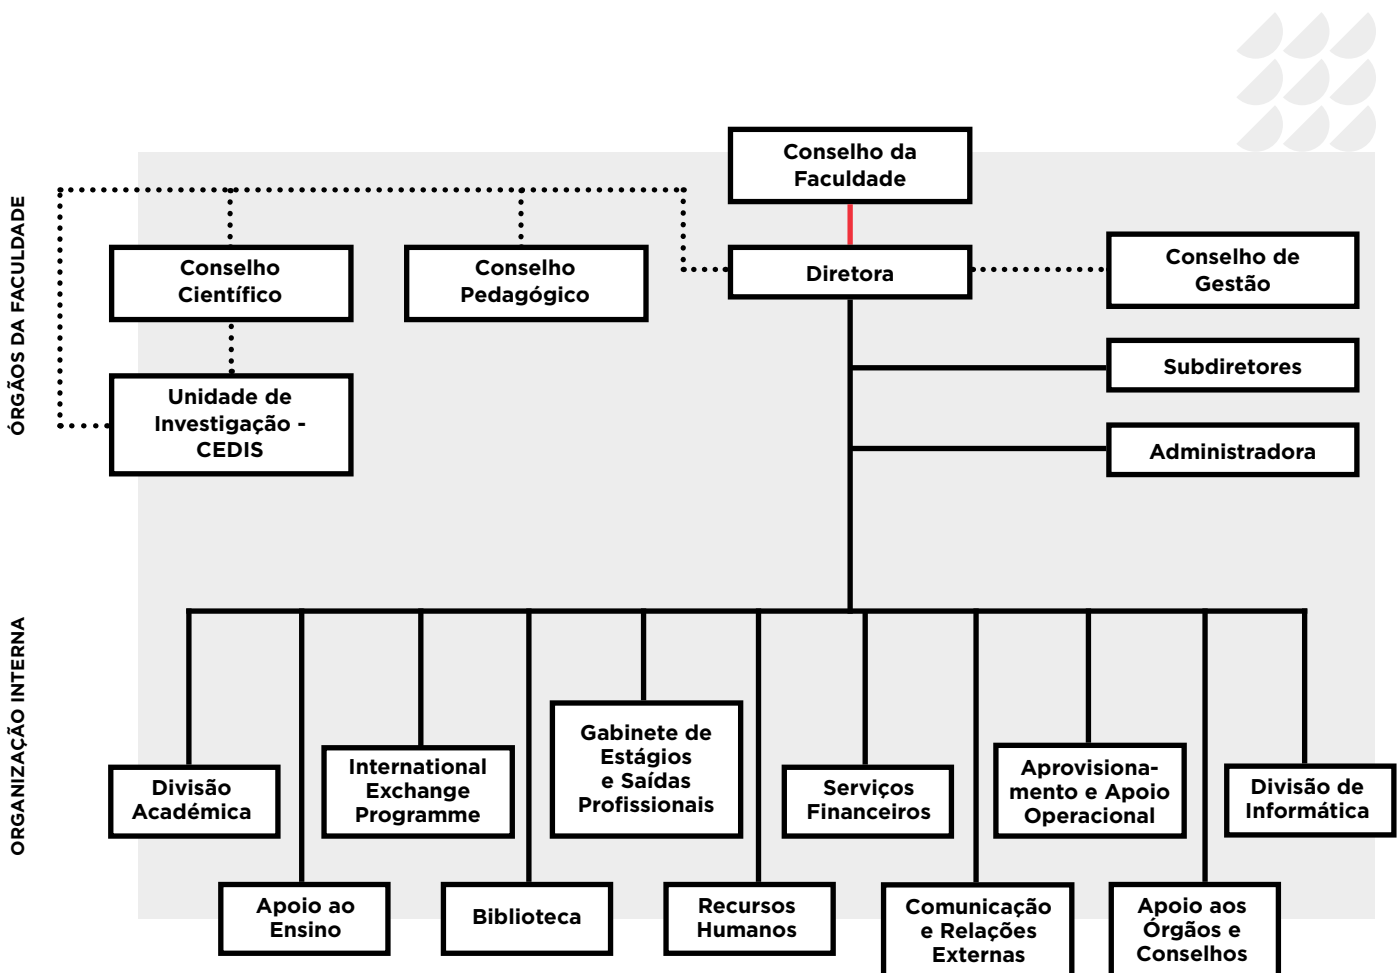 ÓRGÃOS DA FACULDADE
Conselho da
Faculdade
Conselho
Científico
Conselho
Pedagógico
Diretora
Conselho de
Gestão
Subdiretores
Unidade de
Investigação -
CEDIS
Administradora
ORGANIZAÇÃO INTERNA
Divisão
Académica
International
Exchange
Programme
Gabinete de
Estágios
e Saídas
Profissionais
Serviços
Financeiros
Aprovisiona-
mento e Apoio
Operacional
Divisão de
Informática
Apoio ao
Ensino
Biblioteca
Recursos
Humanos
Comunicação
e Relações
Externas
Apoio aos
Órgãos e
Conselhos